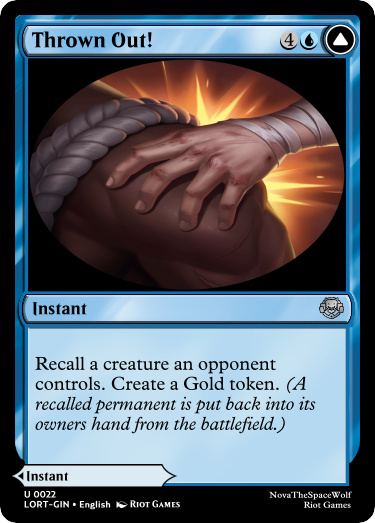 Thrown Out! 4
Instant
Recall a creature an opponent
controls. Create a Gold token. (A
recalled permanent is put back into its
owners hand from the battlefield.)
Instant
U 0022
LORT-GIN • English RIOT GAMES
NovaTheSpaceWolf
Riot Games